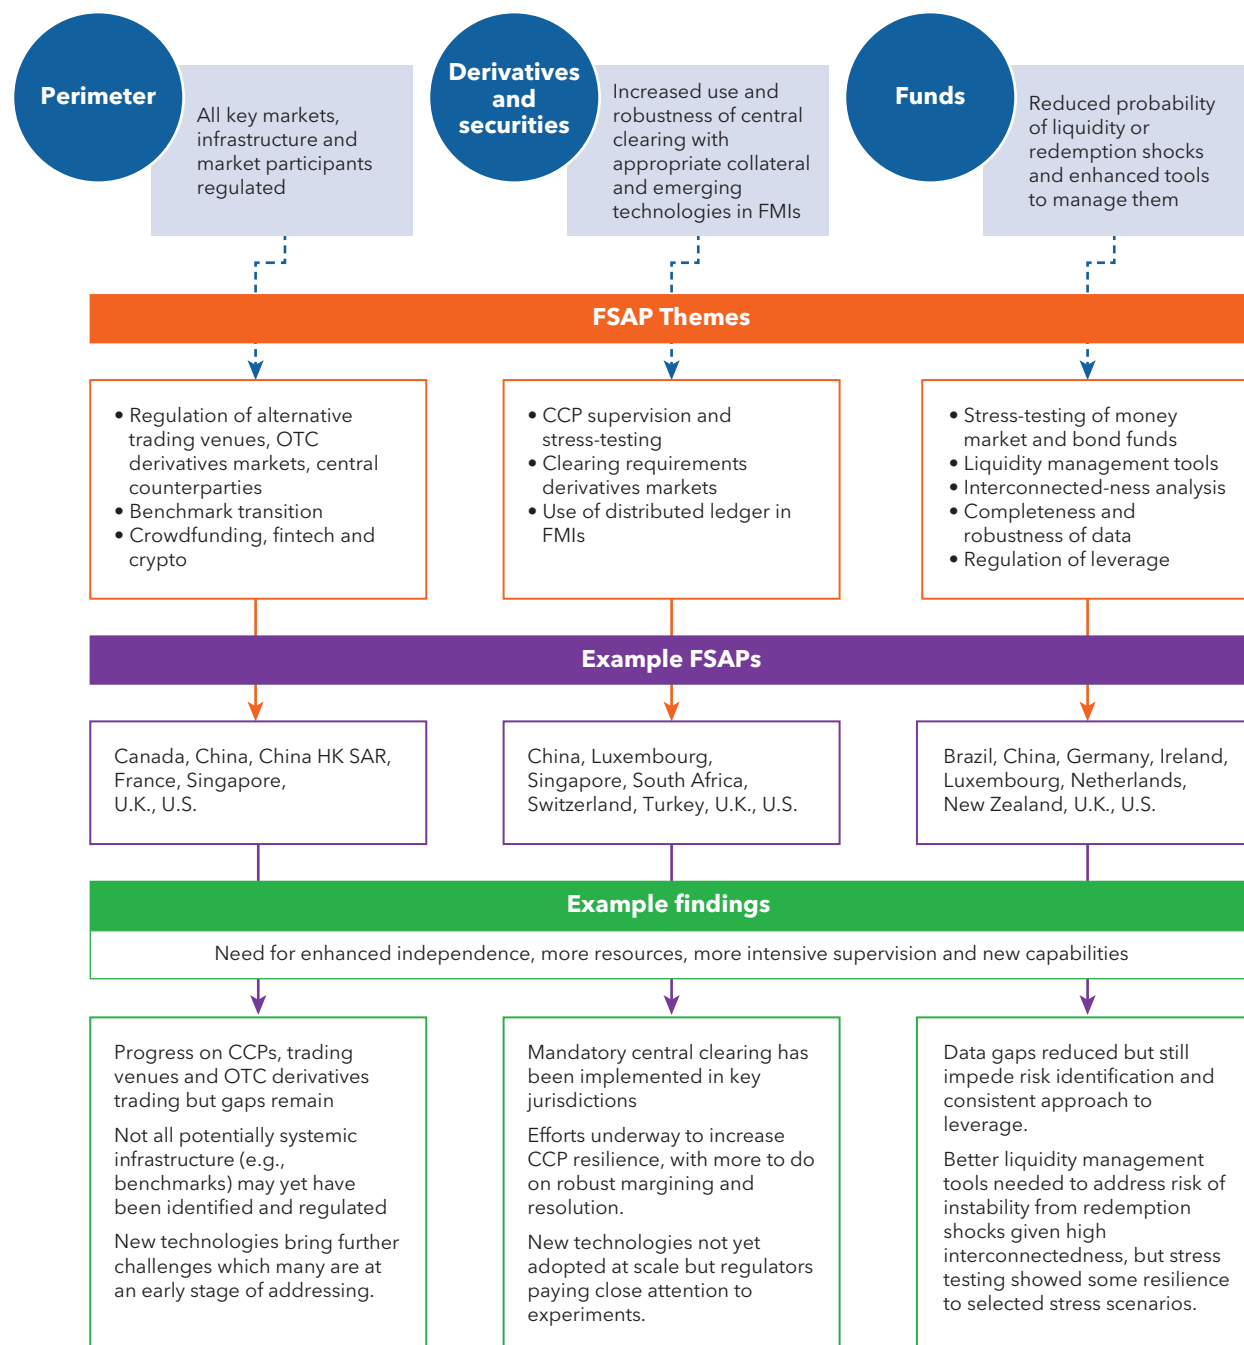 Perimeter
All key markets,
infrastructure and
market participants
regulated
Derivatives
and
securities
Increased use and
robustness of central
clearing with
appropriate collateral
and emerging
technologies in FMIs
Funds
Reduced probability
of liquidity or
redemption shocks
and enhanced tools
to manage them
FSAP Themes
• Regulation of alternative
trading venues, OTC
derivatives markets, central
counterparties
• Benchmark transition
• Crowdfunding, fintech and
crypto
• CCP supervision and
stress-testing
• Clearing requirements
derivatives markets
• Use of distributed ledger in
FMIs
• Stress-testing of money
market and bond funds
• Liquidity management tools
• Interconnected-ness analysis
• Completeness and
robustness of data
• Regulation of leverage
Example FSAPs
Canada, China, China HK SAR,
France, Singapore,
U.K., U.S.
China, Luxembourg,
Singapore, South Africa,
Switzerland, Turkey, U.K., U.S.
Brazil, China, Germany, Ireland,
Luxembourg, Netherlands,
New Zealand, U.K., U.S.
Example findings
Need for enhanced independence, more resources, more intensive supervision and new capabilities
Progress on CCPs, trading
venues and OTC derivatives
trading but gaps remain
Not all potentially systemic
infrastructure (e.g.,
benchmarks) may yet have
been identified and regulated
New technologies bring further
challenges which many are at
an early stage of addressing.
Mandatory central clearing has
been implemented in key
jurisdictions
Efforts underway to increase
CCP resilience, with more to do
on robust margining and
resolution.
New technologies not yet
adopted at scale but regulators
paying close attention to
experiments.
Data gaps reduced but still
impede risk identification and
consistent approach to
leverage.
Better liquidity management
tools needed to address risk of
instability from redemption
shocks given high
interconnectedness, but stress
testing showed some resilience
to selected stress scenarios.